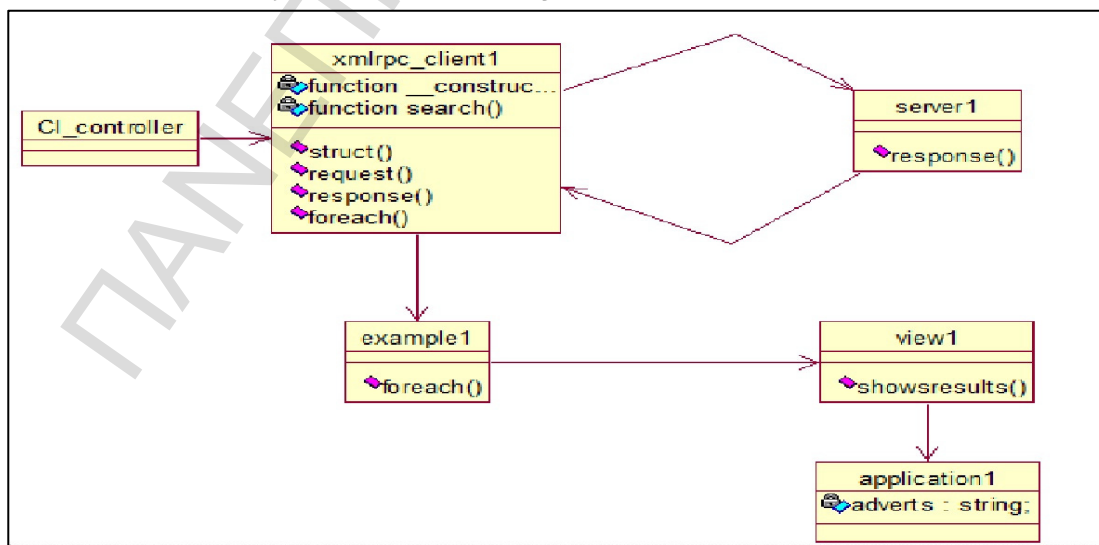 xmlrpc_client1
function __construc...
function search()
struct()
request()
response()
foreach()
CI_controller
server1
response()
example1
foreach()
view1
showsresults()
application1
adverts : string;
ΠΑΝΕΠ